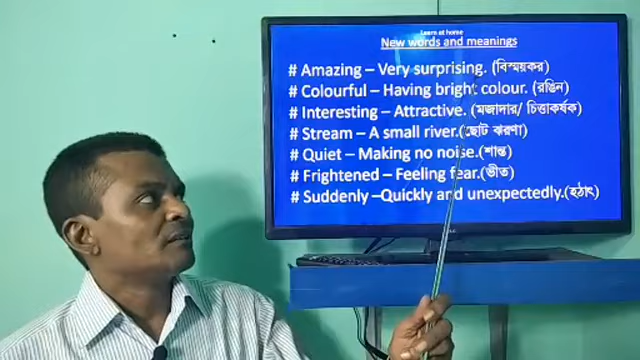 Learn at home
New words and meanings
# Amazing – Very surprising. (বিস্ময়কর)
# Colourful – Having bright colour. (রঙিন)
# Interesting – Attractive. (মজাদার/ চিত্তাকর্ষক)
# Stream – A small river.(ছোট ঝরণা)
# Quiet – Making no noise.(শান্ত)
# Frightened – Feeling fear.(ভীত)
# Suddenly –Quickly and unexpectedly.(হঠাৎ)